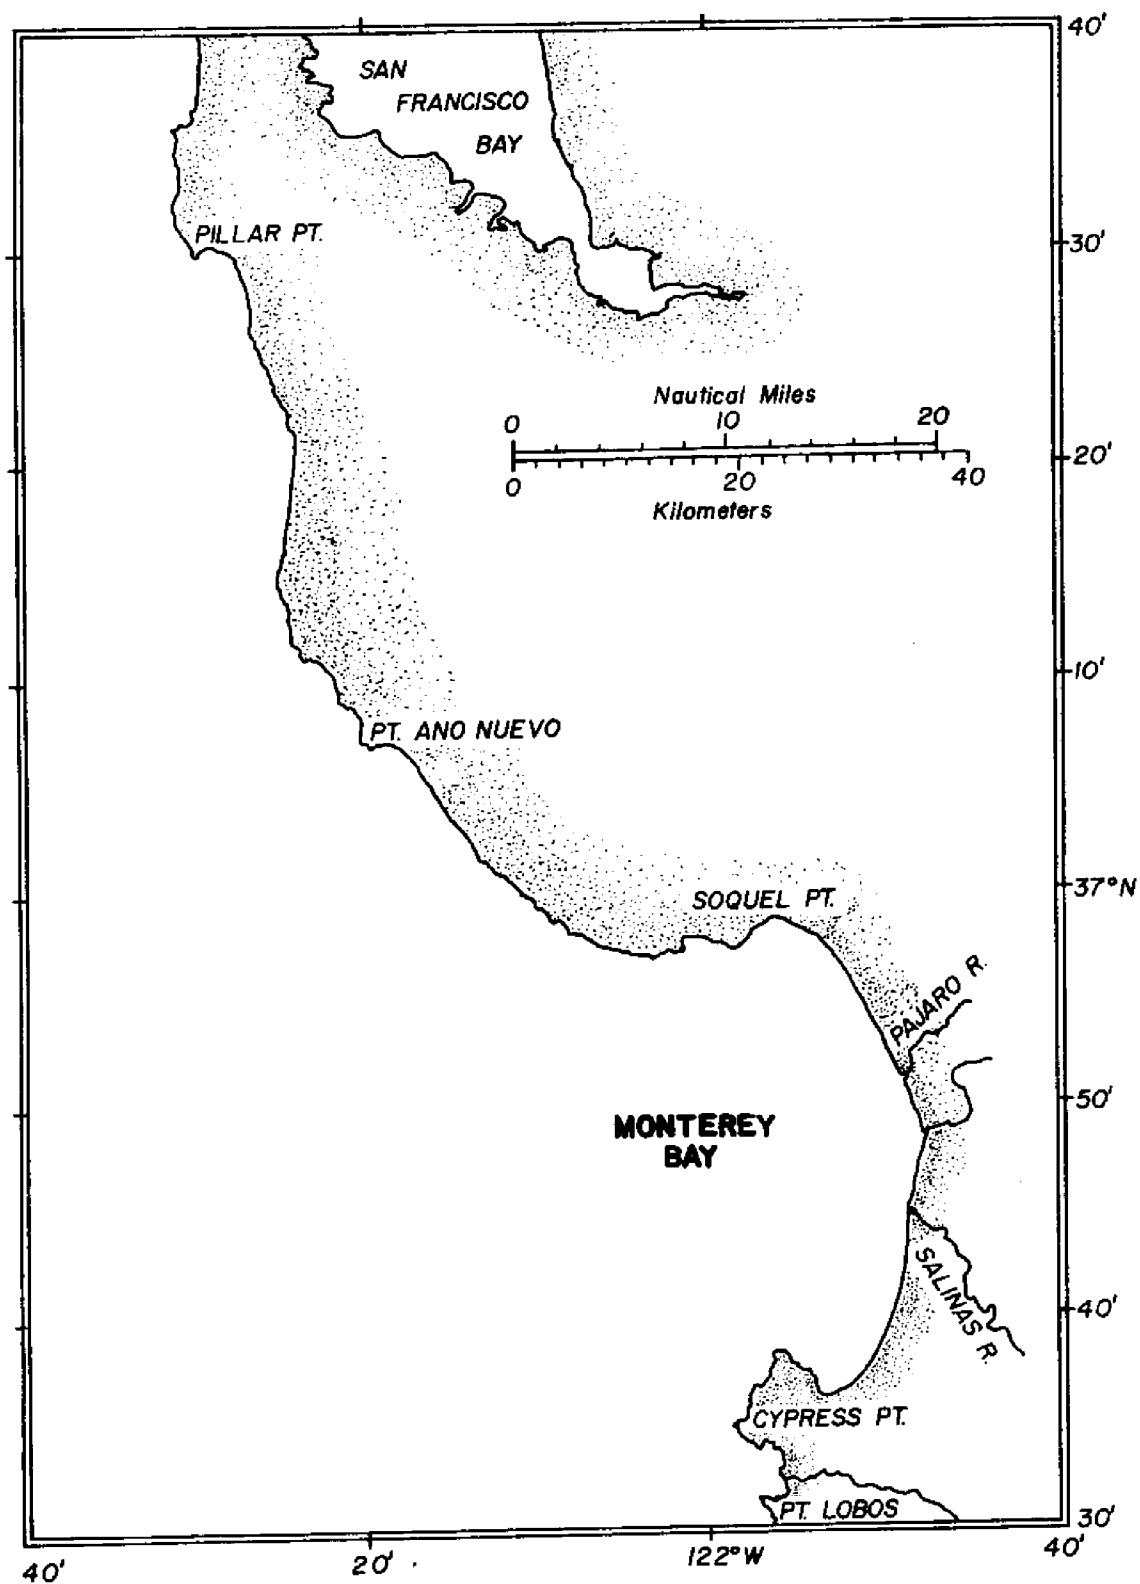 40'
SAN
FRANCISCO
BAY
PILLAR PT.
30'
Nautical Miles
0 10 20
20'
0 20 40
Kilometers
10'
PT. ANO NUEVO
37°N
SOQUEL PT.
PAJARO R.
50'
MONTEREY
BAY
SALINAS R.
40'
CYPRESS PT.
PT. LOBOS
30'
40' 20' 122°W 40'